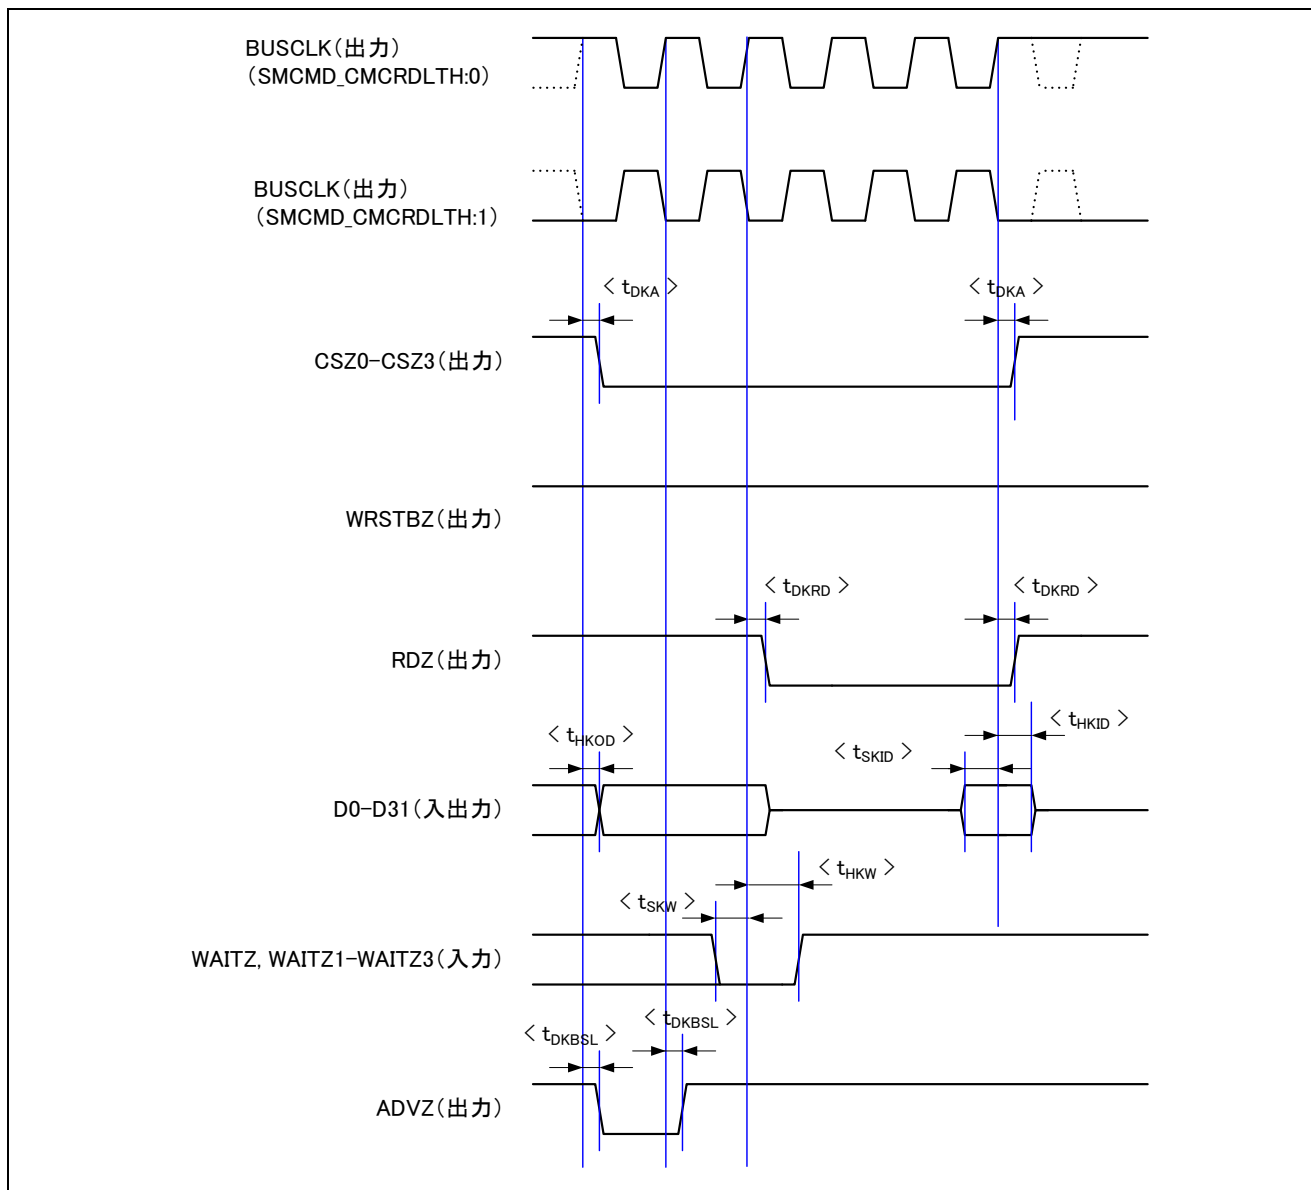 BUSCLK(出力)
(SMCMD_CMCRDLTH:0)
BUSCLK(出力)
(SMCMD_CMCRDLTH:1)
< tDKA >
< tDKA >
CSZ0-CSZ3(出力)
WRSTBZ(出力)
< tDKRD >
< tDKRD >
RDZ(出力)
< tHKOD >
< tSKID >
< tHKID >
D0-D31(入出力)
< tSKW >
< tHKW >
WAITZ, WAITZ1-WAITZ3(入力)
< tDKBSL >
< tDKBSL >
ADVZ(出力)